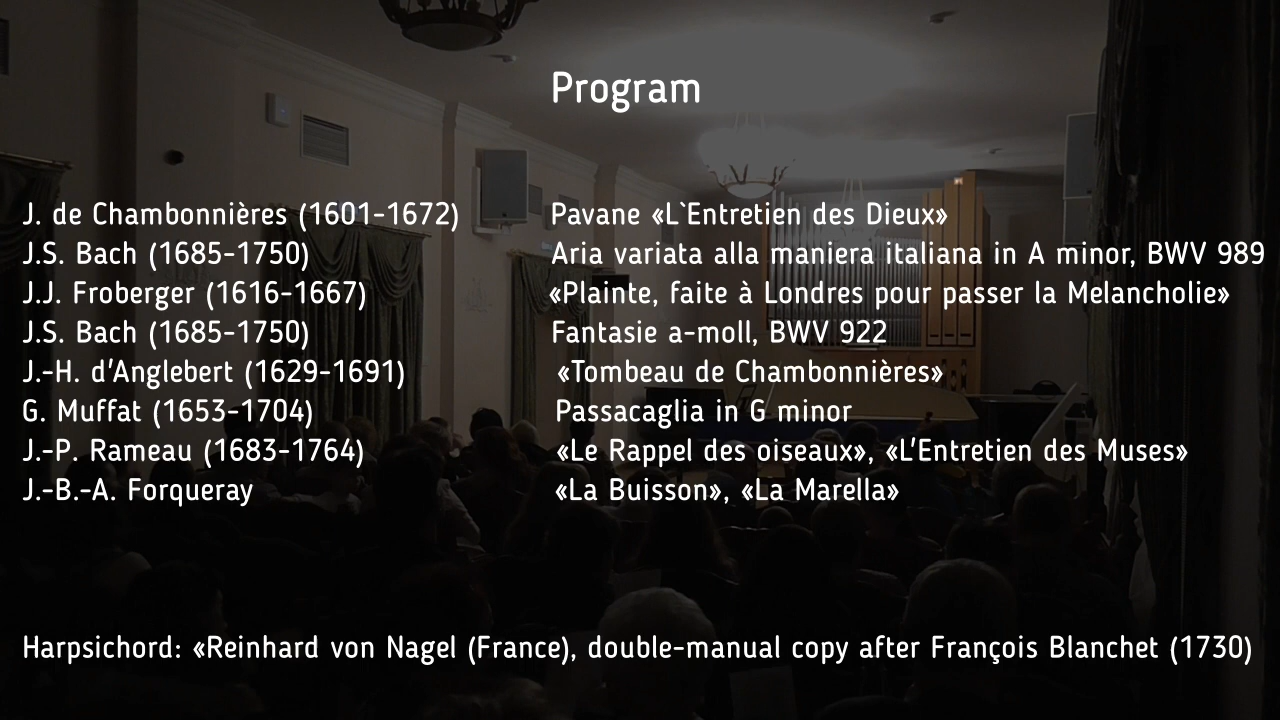 Program
J. de Chambonnières (1601-1672) Pavane «L`Entretien des Dieux»
J.S. Bach (1685-1750) Aria variata alla maniera italiana in A minor, BWV 989
J.J. Froberger (1616-1667) «Plainte, faite à Londres pour passer la Melancholie»
J.S. Bach (1685-1750) Fantasie a-moll, BWV 922
J.-H. d'Anglebert (1629-1691) «Tombeau de Chambonnières»
G. Muffat (1653-1704) Passacaglia in G minor
J.-P. Rameau (1683-1764) «Le Rappel des oiseaux», «L'Entretien des Muses»
J.-B.-A. Forqueray «La Buisson», «La Marella»
Harpsichord: «Reinhard von Nagel (France), double-manual copy after François Blanchet (1730)